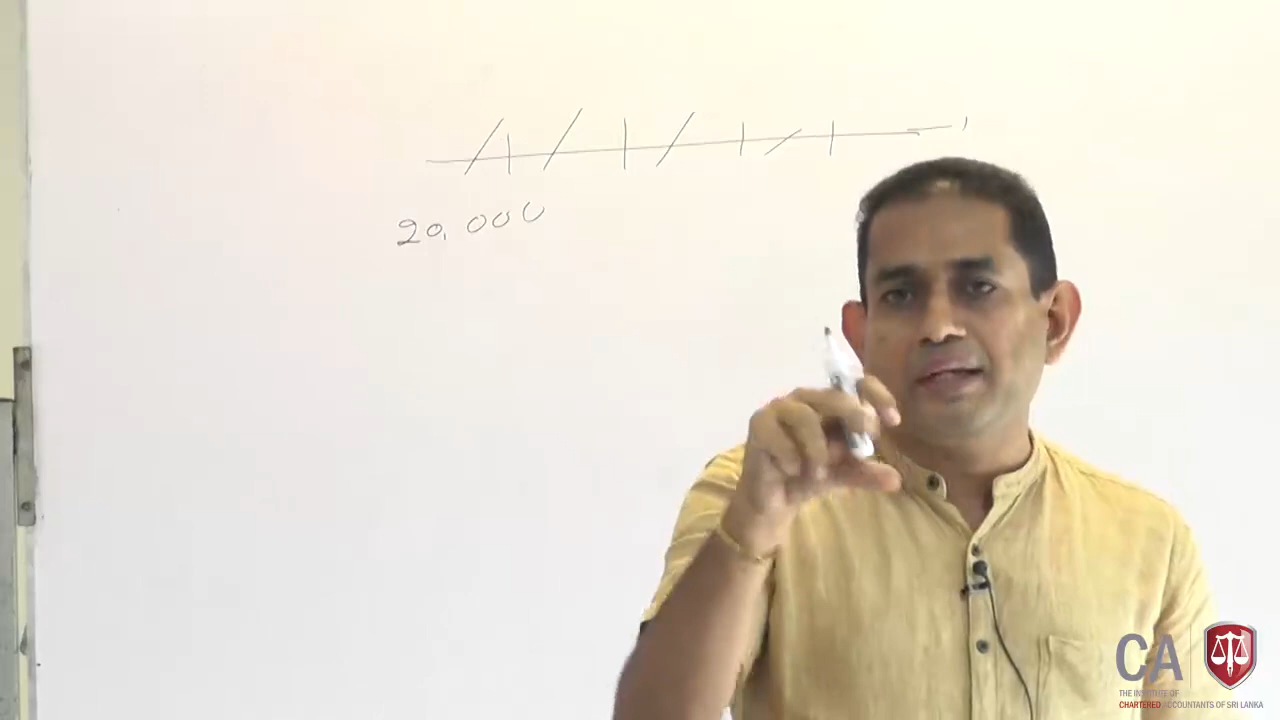 20,000
CA
THE INSTITUTE OF
CHARTERED ACCOUNTANTS OF SRI LANKA